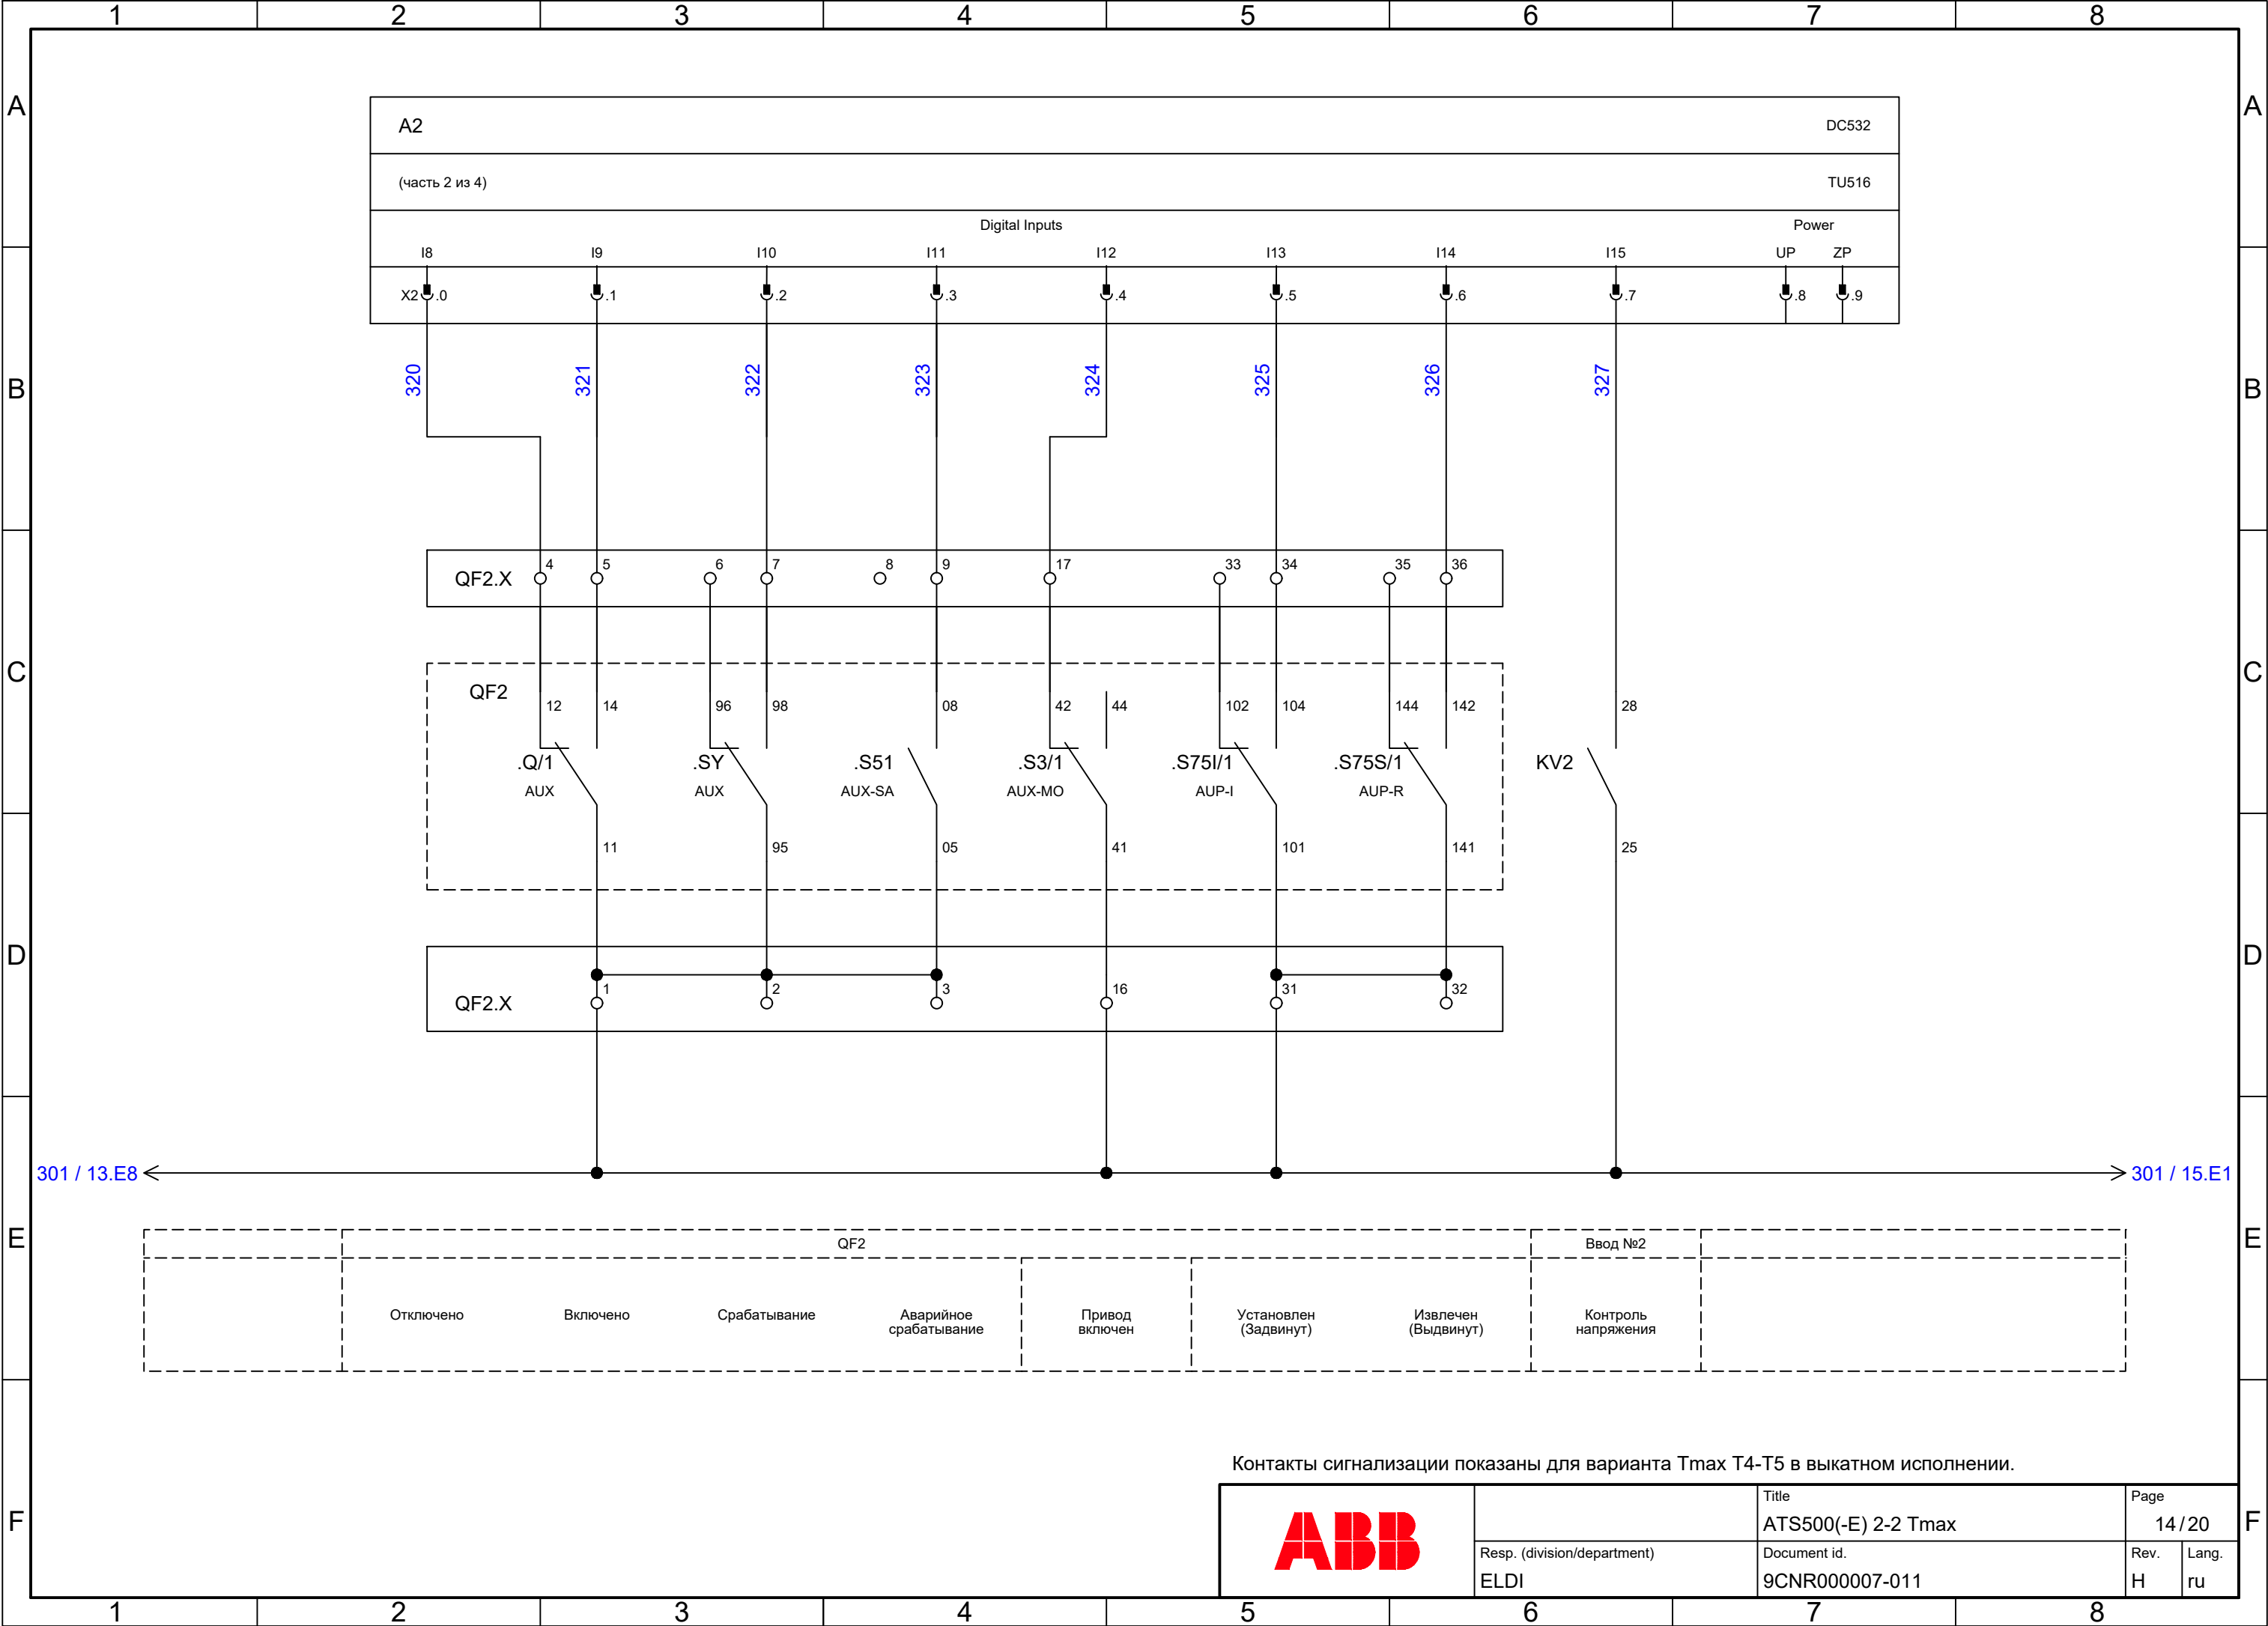 1 2 3 4 5 6 7 8
A A
A2 DC532
(часть 2 из 4) TU516
Digital Inputs Power
I8 I9 I10 I11 I12 I13 I14 I15 UP ZP
X2 .0 .1 .2 .3 .4 .5 .6 .7 .8 .9
B B
320 321 322 323 324 325 326 327
QF2.X 4 5 6 7 8 9 17 33 34 35 36
C C
QF2
12 14 96 98 08 42 44 102 104 144 142 28
.Q/1 .SY .S51 .S3/1 .S75I/1 .S75S/1 KV2
AUX AUX AUX-SA AUX-MO AUP-I AUP-R
11 95 05 41 101 141 25
D D
QF2.X 1 2 3 16 31 32
301 / 13.E8 301 / 15.E1
E E
QF2 Ввод №2
Отключено
Включено
Срабатывание
Аварийное
срабатывание
Привод
включен
Установлен
(Задвинут)
Извлечен
(Выдвинут)
Контроль
напряжения
Контакты сигнализации показаны для варианта Tmax T4-T5 в выкатном исполнении.
F F
ABB
Title
ATS500(-E) 2-2 Tmax
Page
14/20
Resp. (division/department)
ELDI
Document id.
9CNR000007-011
Rev.
H
Lang.
ru
1 2 3 4 5 6 7 8